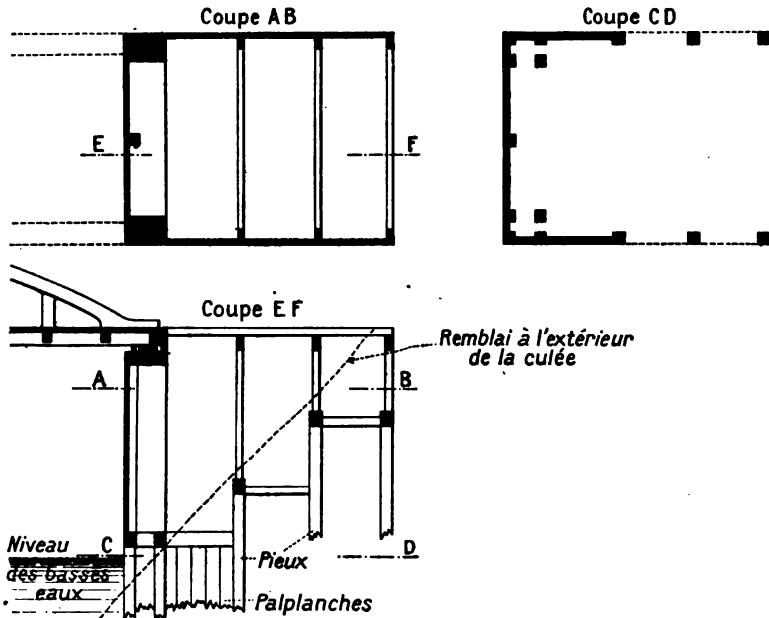 Coupe AB
Coupe CD
E
F
Coupe EF
Remblai à l'extérieur
de la culée
A
B
Niveau
des basses
eaux
C
D
Pieux
Palplanches